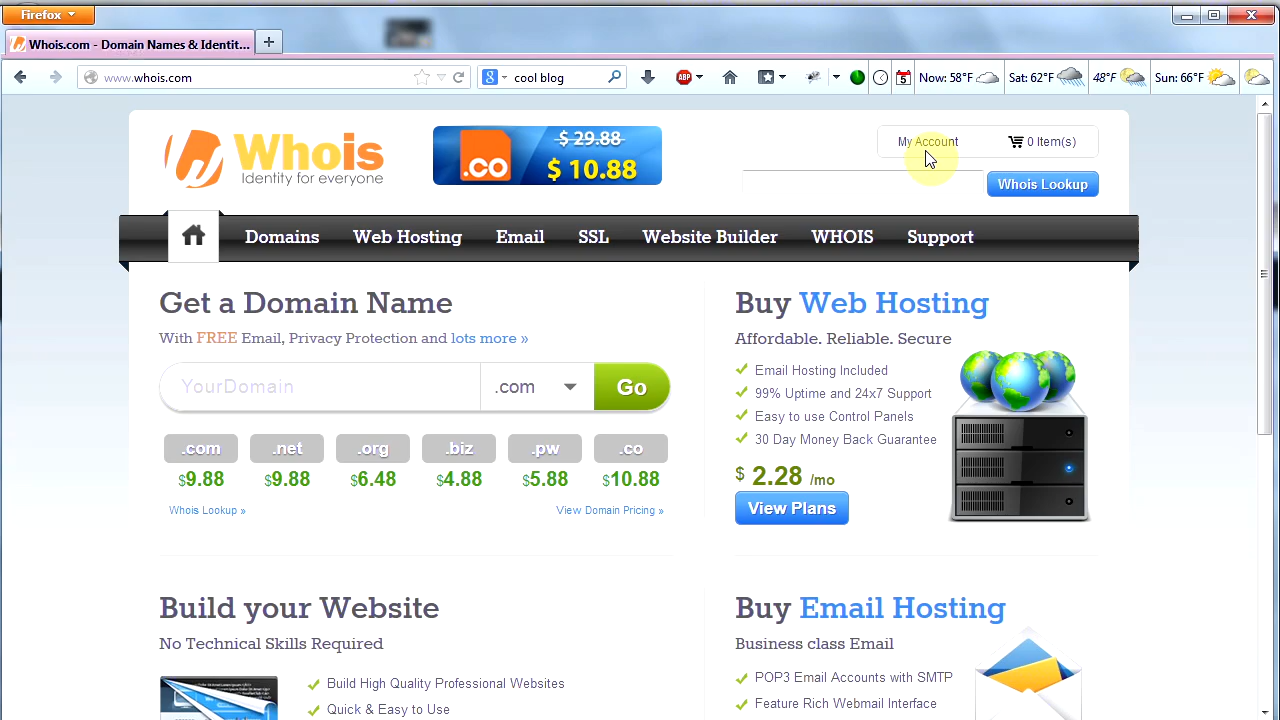 Firefox
Whois.com - Domain Names & Identit...
www.whois.com
8 cool blog
ABP
5
Now: 58°F
Sat: 62°F
48°F
Sun: 66°F
Whois
Identity for everyone
.co
$ 29.88
$ 10.88
My Account
0 Item(s)
Whois Lookup
Domains
Web Hosting
Email
SSL
Website Builder
WHOIS
Support
Get a Domain Name
With FREE Email, Privacy Protection and lots more »
YourDomain
.com
Go
.com .net .org .biz .pw .co
$9.88 $9.88 $6.48 $4.88 $5.88 $10.88
Whois Lookup »
View Domain Pricing »
Buy Web Hosting
Affordable. Reliable. Secure
Email Hosting Included
99% Uptime and 24x7 Support
Easy to use Control Panels
30 Day Money Back Guarantee
$ 2.28 /mo
View Plans
Build your Website
No Technical Skills Required
Build High Quality Professional Websites
Quick & Easy to Use
Buy Email Hosting
Business class Email
POP3 Email Accounts with SMTP
Feature Rich Webmail Interface